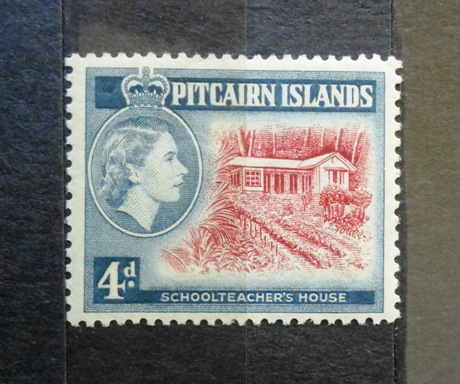 PITCAIRN ISLANDS
4d.
SCHOOLTEACHER'S HOUSE